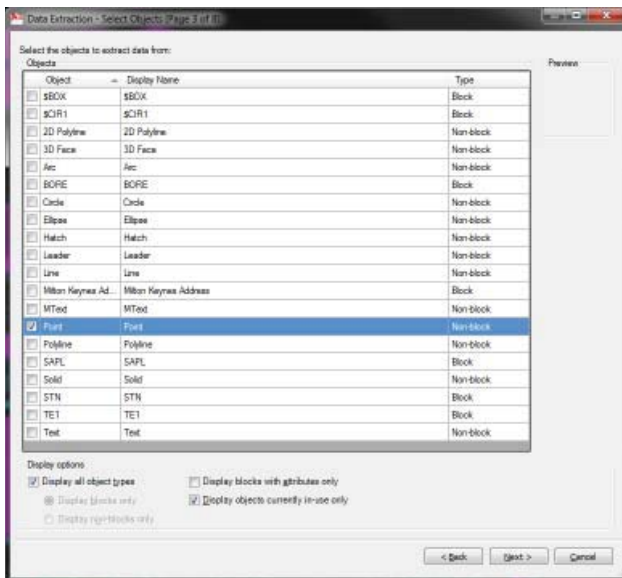 Data Extraction - Select Objects (Page 3 of 8)
Select the objects to extract data from:
Objects
Preview
Object Display Name Type
$BOX $BOX Block
$CIR1 $CIR1 Block
2D Polyline 2D Polyline Non-block
3D Face 3D Face Non-block
Arc Arc Non-block
BORE BORE Block
Circle Circle Non-block
Ellipse Ellipse Non-block
Hatch Hatch Non-block
Leader Leader Non-block
Line Line Non-block
Milton Keynes Ad... Milton Keynes Address Block
MText MText Non-block
Point Point Non-block
Polyline Polyline Non-block
SAPL SAPL Block
Solid Solid Non-block
STN STN Block
TE1 TE1 Block
Text Text Non-block
Display options
Display all object types Display blocks with attributes only
Display blocks only Display objects currently in-use only
Display non-blocks only
< Back Next > Cancel